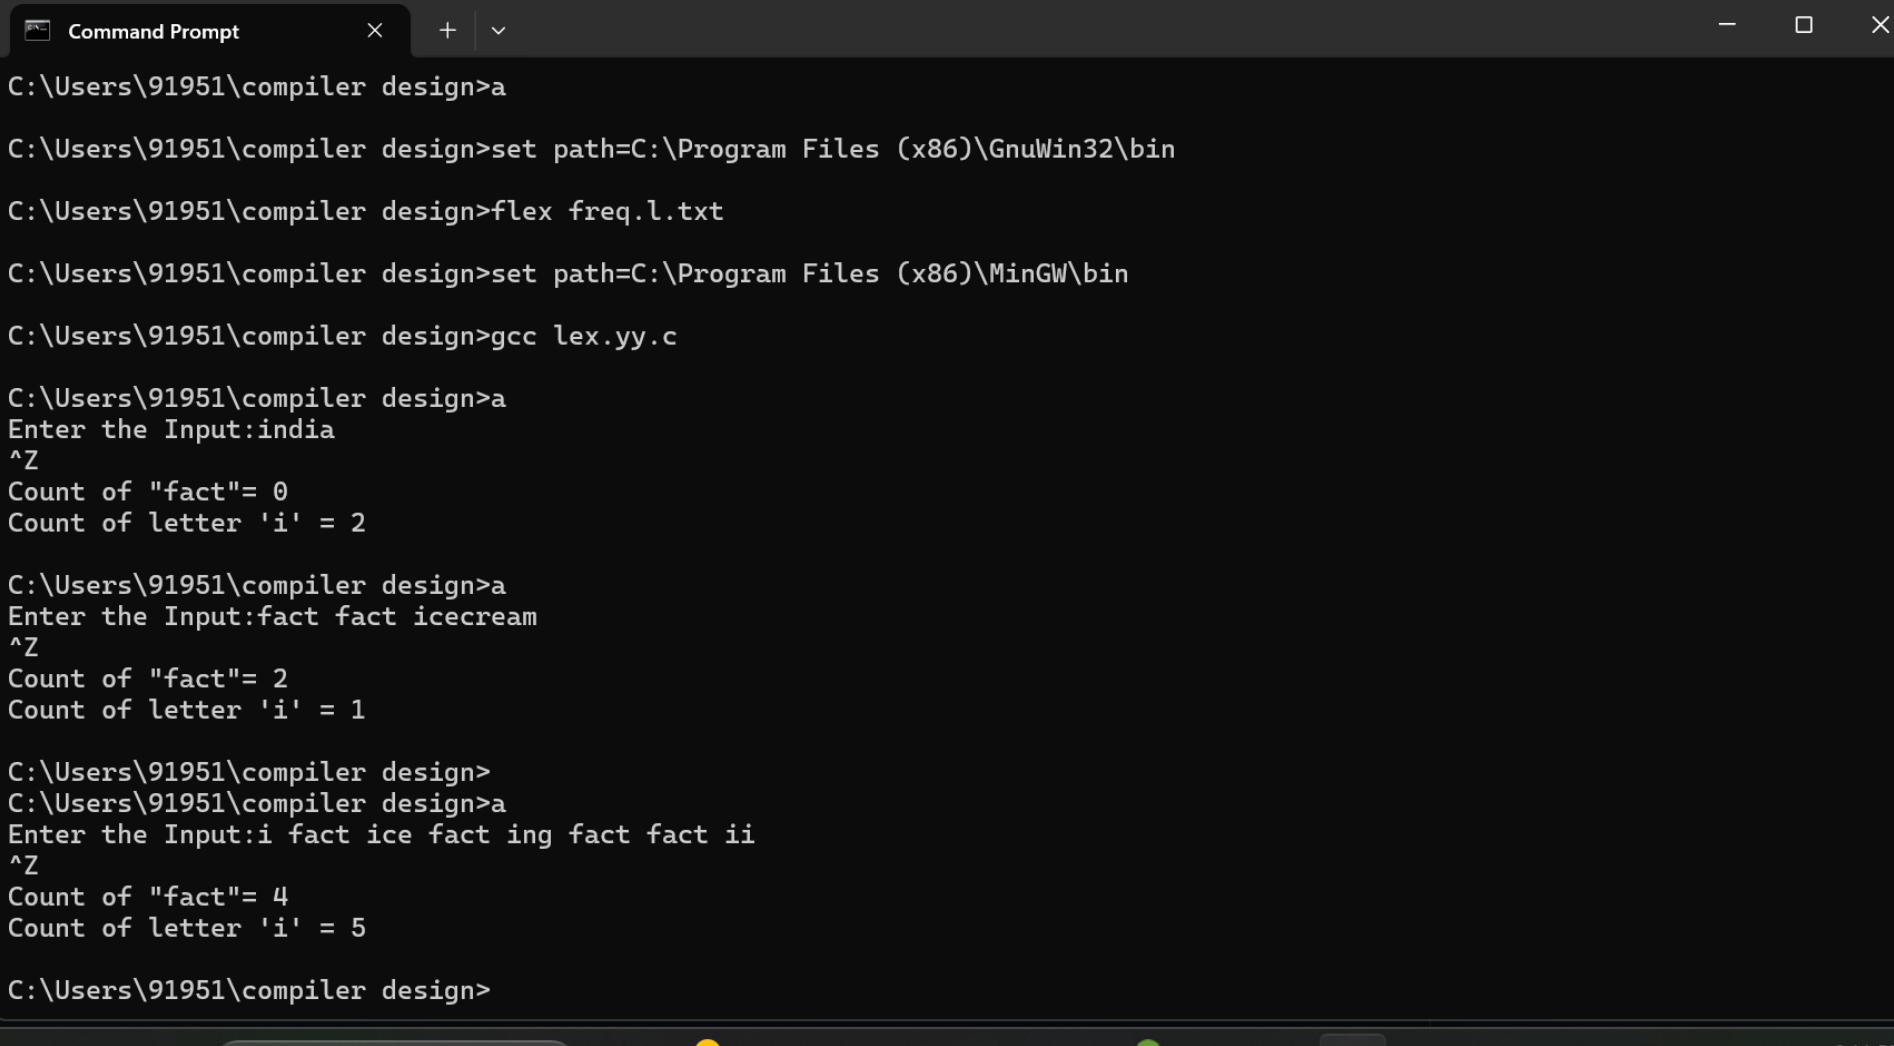 Command Prompt
C:\Users\91951\compiler design>a
C:\Users\91951\compiler design>set path=C:\Program Files (x86)\GnuWin32\bin
C:\Users\91951\compiler design>flex freq.l.txt
C:\Users\91951\compiler design>set path=C:\Program Files (x86)\MinGW\bin
C:\Users\91951\compiler design>gcc lex.yy.c
C:\Users\91951\compiler design>a
Enter the Input:india
^Z
Count of "fact"= 0
Count of letter 'i' = 2
C:\Users\91951\compiler design>a
Enter the Input:fact fact icecream
^Z
Count of "fact"= 2
Count of letter 'i' = 1
C:\Users\91951\compiler design>
C:\Users\91951\compiler design>a
Enter the Input:i fact ice fact ing fact fact ii
^Z
Count of "fact"= 4
Count of letter 'i' = 5
C:\Users\91951\compiler design>